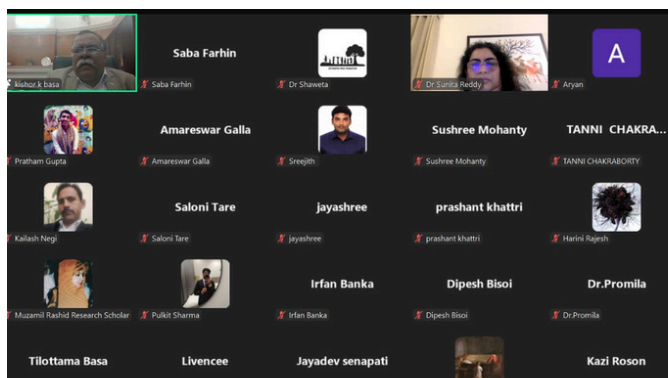 kishor.k basa
Saba Farhin
Saba Farhin
Dr Shaweta
Dr Sunita Reddy
A
Aryan
Pratham Gupta
Amareswar Galla
Amareswar Galla
Sreejith
Sushree Mohanty
Sushree Mohanty
TANNI CHAKRA...
TANNI CHAKRABORTY
Kailash Negi
Saloni Tare
Saloni Tare
jayashree
jayashree
prashant khattri
prashant khattri
Harini Rajesh
Muzamil Rashid Research Scholar
Pulkit Sharma
Irfan Banka
Irfan Banka
Dipesh Bisoi
Dipesh Bisoi
Dr.Promila
Dr.Promila
Tilottama Basa
Livencee
Jayadev senapati
Kazi Roson